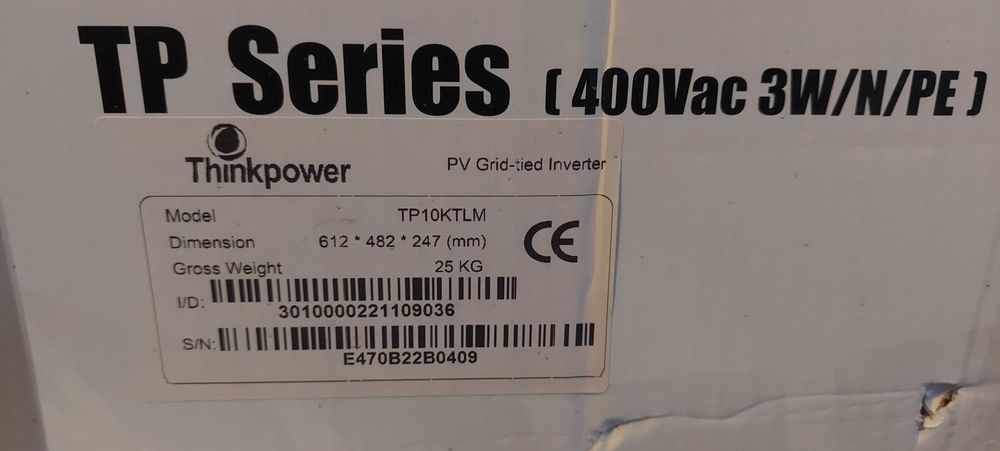 TP Series ( 400Vac 3W/N/PE )
Thinkpower PV Grid-tied Inverter
Model TP10KTLM
Dimension 612 * 482 * 247 (mm)
CE
Gross Weight 25 KG
I/D:
3010000221109036
S/N:
E470B22B0409